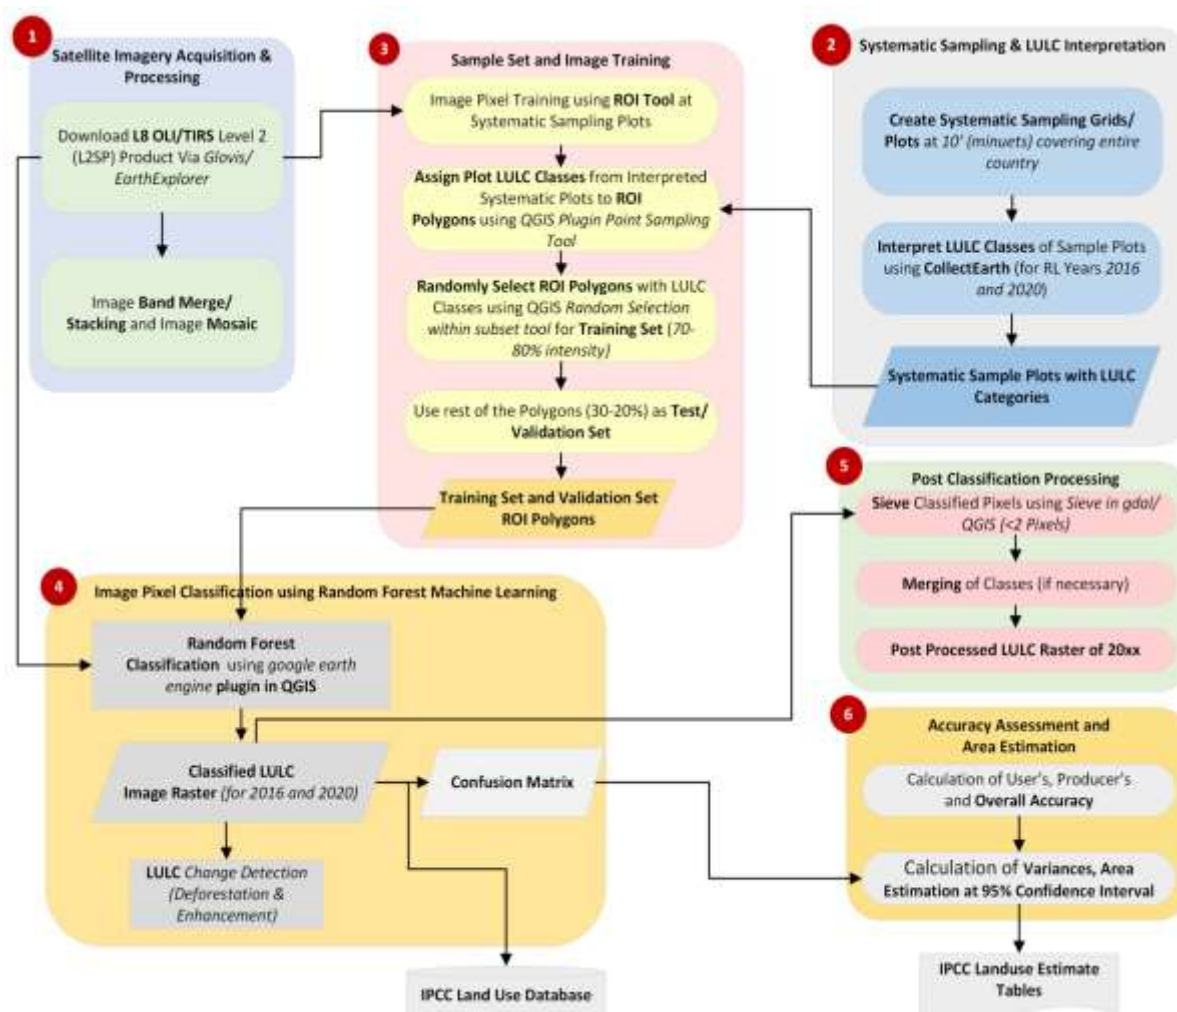 1
Satellite Imagery Acquisition &
Processing
Download L8 OLI/TIRS Level 2
(L2SP) Product Via Glovis/
EarthExplorer
Image Band Merge/
Stacking and Image Mosaic
3
Sample Set and Image Training
Image Pixel Training using ROI Tool at
Systematic Sampling Plots
Assign Plot LULC Classes from Interpreted
Systematic Plots to ROI
Polygons using QGIS Plugin Point Sampling
Tool
Randomly Select ROI Polygons with LULC
Classes using QGIS Random Selection
within subset tool for Training Set (70-
80% intensity)
Use rest of the Polygons (30-20%) as Test/
Validation Set
Training Set and Validation Set
ROI Polygons
2
Systematic Sampling & LULC Interpretation
Create Systematic Sampling Grids/
Plots at 10' (minuets) covering entire
country
Interpret LULC Classes of Sample Plots
using CollectEarth (for RL Years 2016
and 2020)
Systematic Sample Plots with LULC
Categories
4
Image Pixel Classification using Random Forest Machine Learning
Random Forest
Classification using google earth
engine plugin in QGIS
Classified LULC
Image Raster (for 2016 and 2020)
Confusion Matrix
LULC Change Detection
(Deforestation &
Enhancement)
IPCC Land Use Database
5
Post Classification Processing
Sieve Classified Pixels using Sieve in gdal/
QGIS (<2 Pixels)
Merging of Classes (if necessary)
Post Processed LULC Raster of 20xx
6
Accuracy Assessment and
Area Estimation
Calculation of User's, Producer's
and Overall Accuracy
Calculation of Variances, Area
Estimation at 95% Confidence Interval
IPCC Landuse Estimate
Tables